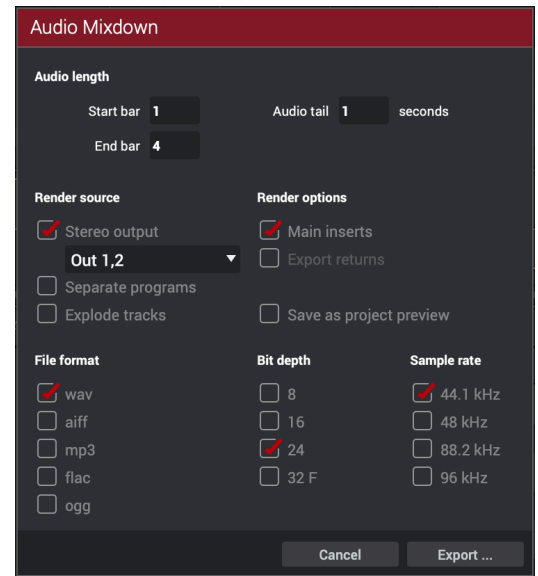 Audio Mixdown
Audio length
Start bar 1 Audio tail 1 seconds
End bar 4
Render source Render options
Stereo output Main inserts
Out 1,2 Export returns
Separate programs
Explode tracks Save as project preview
File format Bit depth Sample rate
wav 8 44.1 kHz
aiff 16 48 kHz
mp3 24 88.2 kHz
flac 32 F 96 kHz
ogg
Cancel Export ...